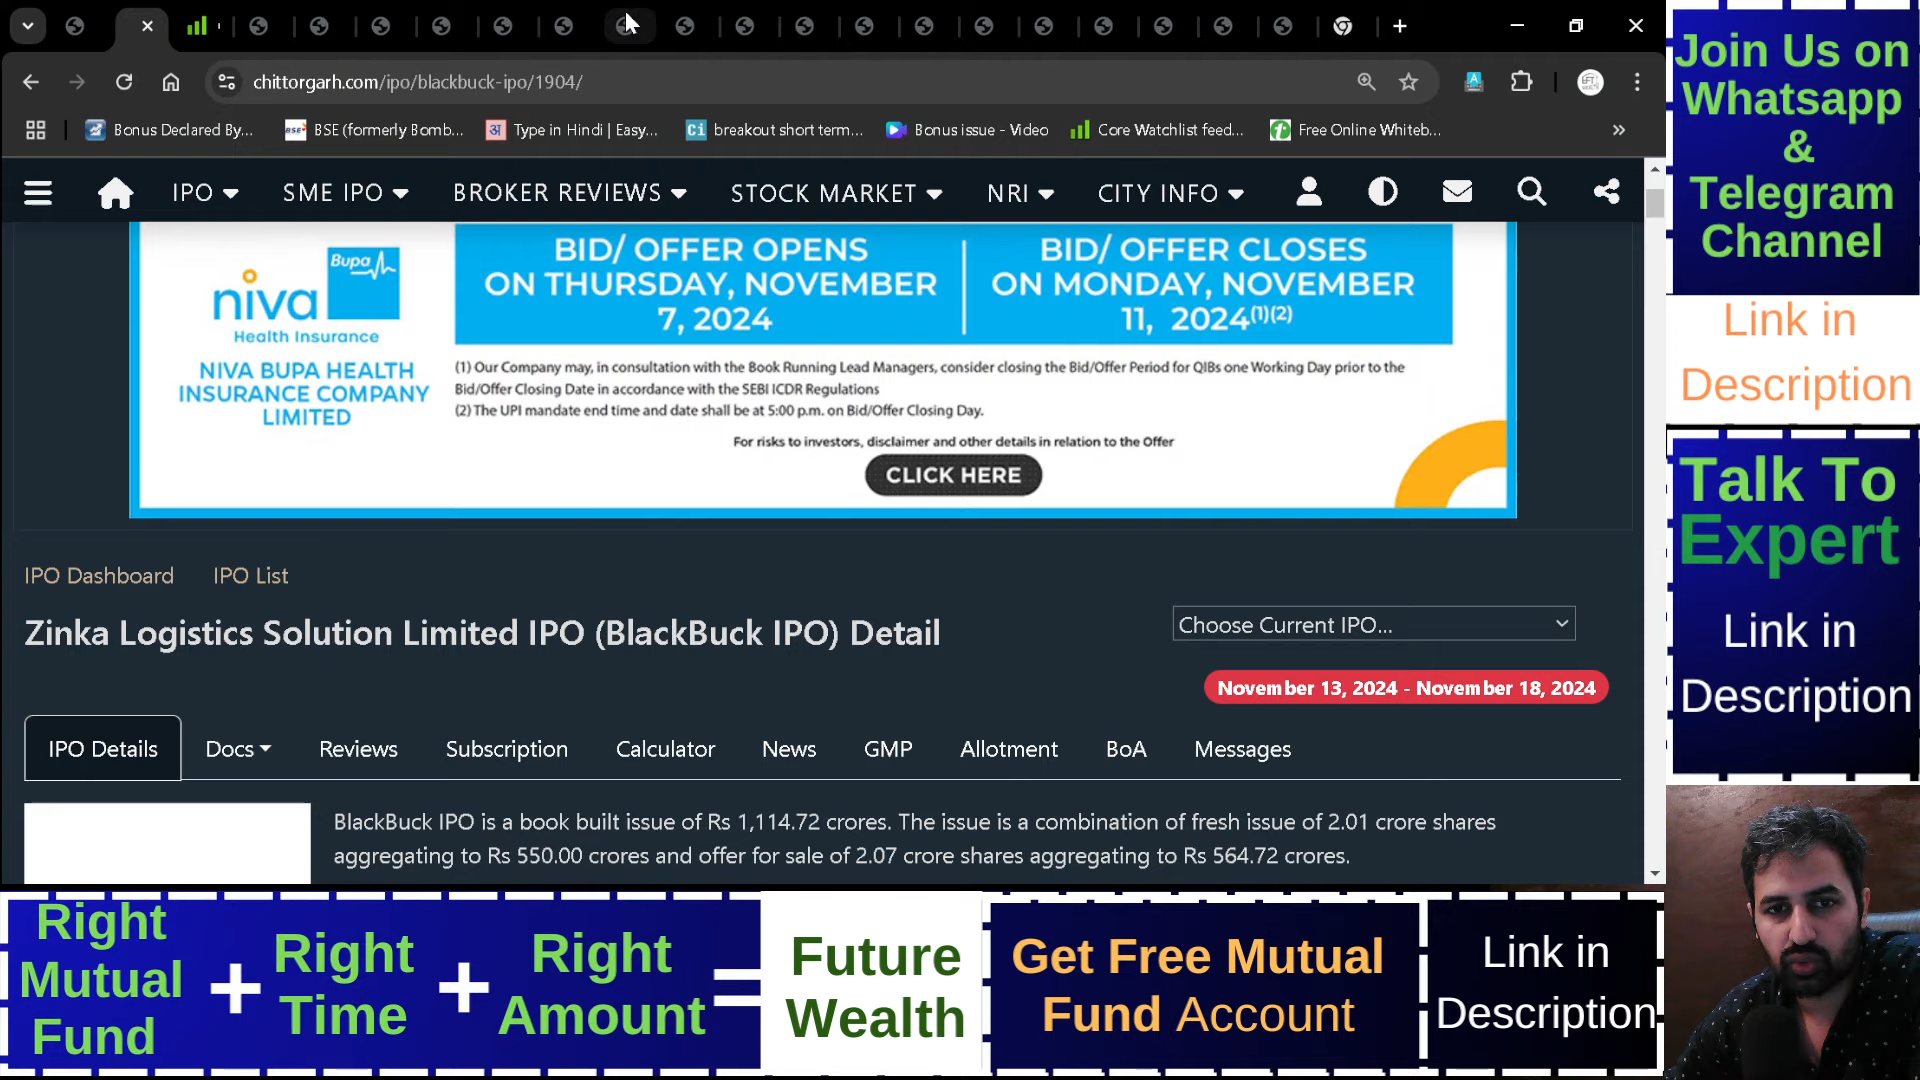 chittorgarh.com/ipo/blackbuck-ipo/1904/
Bonus Declared By...
BSE (formerly Bomb...
Type in Hindi | Easy...
breakout short term...
Bonus issue - Video
Core Watchlist feed...
Free Online Whiteb...
IPO
SME IPO
BROKER REVIEWS
STOCK MARKET
NRI
CITY INFO
niva
Bupa
Health Insurance
NIVA BUPA HEALTH
INSURANCE COMPANY
LIMITED
BID/ OFFER OPENS
ON THURSDAY, NOVEMBER
7, 2024
BID/ OFFER CLOSES
ON MONDAY, NOVEMBER
11, 2024(1)(2)
(1) Our Company may, in consultation with the Book Running Lead Managers, consider closing the Bid/Offer Period for QIBs one Working Day prior to the
Bid/Offer Closing Date in accordance with the SEBI ICDR Regulations
(2) The UPI mandate end time and date shall be at 5:00 p.m. on Bid/Offer Closing Day.
For risks to investors, disclaimer and other details in relation to the Offer
CLICK HERE
IPO Dashboard
IPO List
Zinka Logistics Solution Limited IPO (BlackBuck IPO) Detail
Choose Current IPO...
November 13, 2024 - November 18, 2024
IPO Details
Docs
Reviews
Subscription
Calculator
News
GMP
Allotment
BoA
Messages
BlackBuck IPO is a book built issue of Rs 1,114.72 crores. The issue is a combination of fresh issue of 2.01 crore shares
aggregating to Rs 550.00 crores and offer for sale of 2.07 crore shares aggregating to Rs 564.72 crores.
Join Us on
Whatsapp
&
Telegram
Channel
Link in
Description
Talk To
Expert
Link in
Description
Right
Mutual
Fund
+
Right
Time
+
Right
Amount
=
Future
Wealth
Get Free Mutual
Fund Account
Link in
Description